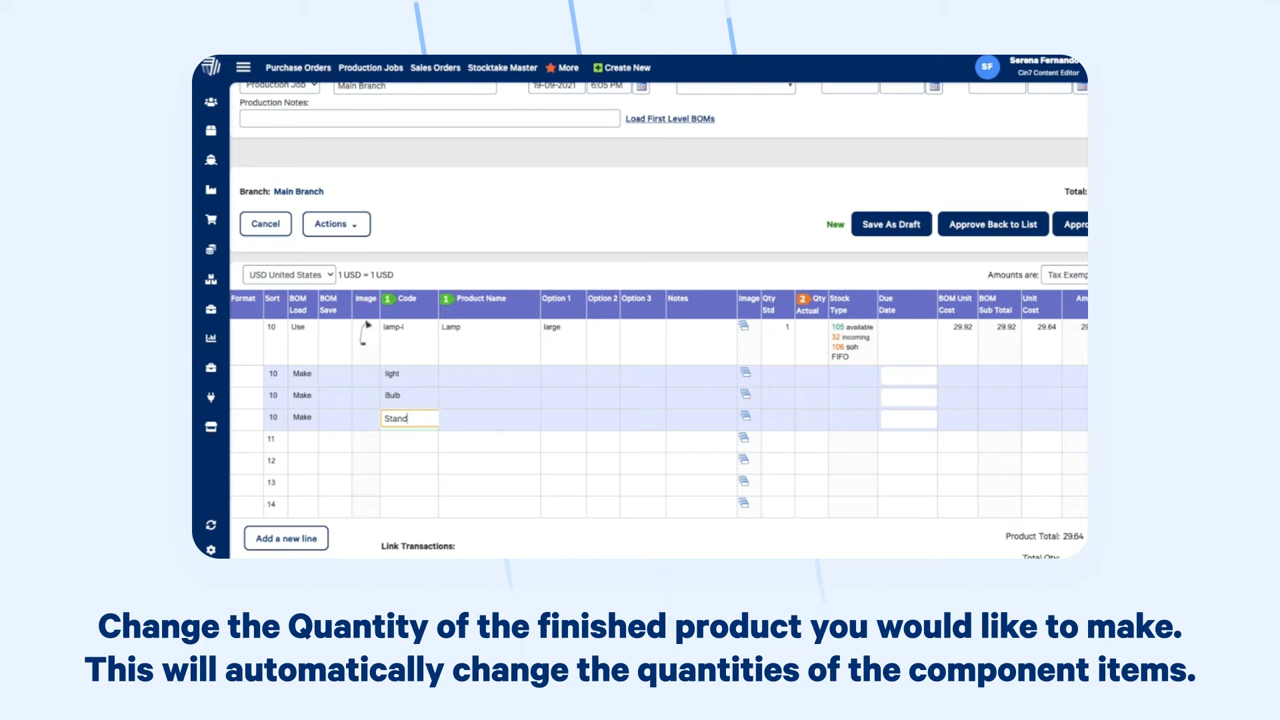 Purchase Orders Production Jobs Sales Orders Stocktake Master More Create New
SF
Serena Fernando
Cin7 Content Editor
Production Job Main Branch 19-09-2021 6:05 PM
Production Notes:
Load First Level BOMs
Branch: Main Branch
Total:
Cancel Actions New Save As Draft Approve Back to List Appro
USD United States 1 USD = 1 USD Amounts are: Tax Exemp
Format Sort BOM Load BOM Save Image 1 Code 1 Product Name Option 1 Option 2 Option 3 Notes Image Qty Std 2 Qty Actual Stock Type Due Date BOM Unit Cost BOM Sub Total Unit Cost Am
10 Use lamp-l Lamp large 1 105 available 29.92 29.92 29.64 29
32 incoming
106 soh
FIFO
10 Make light
10 Make Bulb
10 Make Stand
11
12
13
14
Add a new line
Link Transactions:
Product Total: 29.64
Total Qty:
Change the Quantity of the finished product you would like to make.
This will automatically change the quantities of the component items.